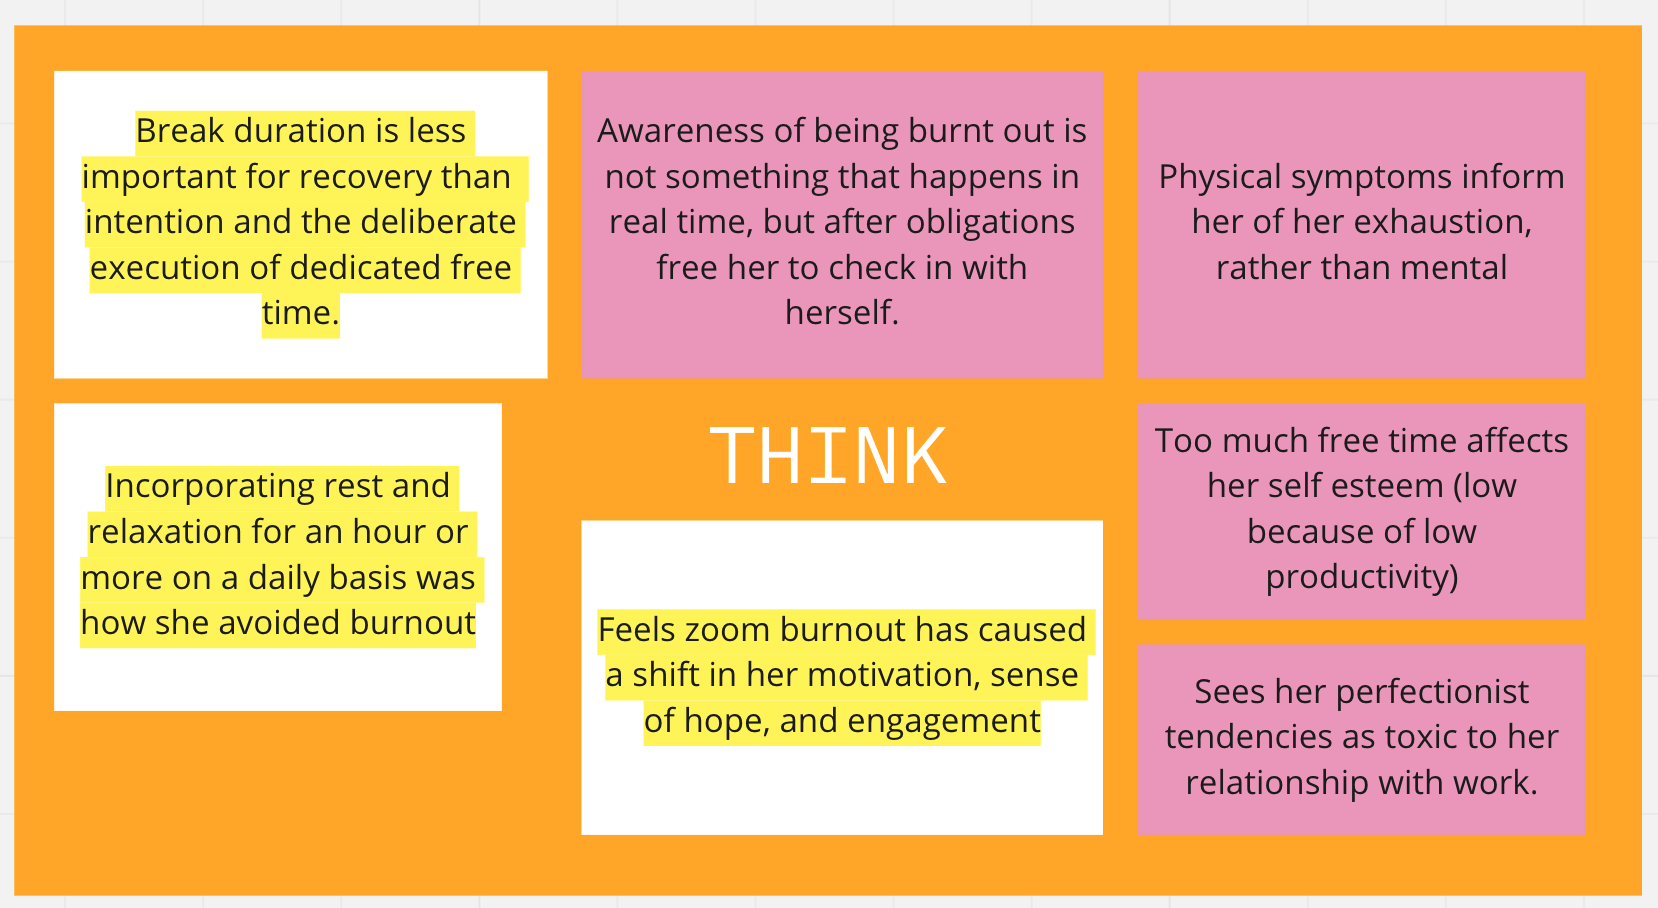 Break duration is less
important for recovery than
intention and the deliberate
execution of dedicated free
time.
Awareness of being burnt out is
not something that happens in
real time, but after obligations
free her to check in with
herself.
Physical symptoms inform
her of her exhaustion,
rather than mental
Incorporating rest and
relaxation for an hour or
more on a daily basis was
how she avoided burnout
THINK
Feels zoom burnout has caused
a shift in her motivation, sense
of hope, and engagement
Too much free time affects
her self esteem (low
because of low
productivity)
Sees her perfectionist
tendencies as toxic to her
relationship with work.